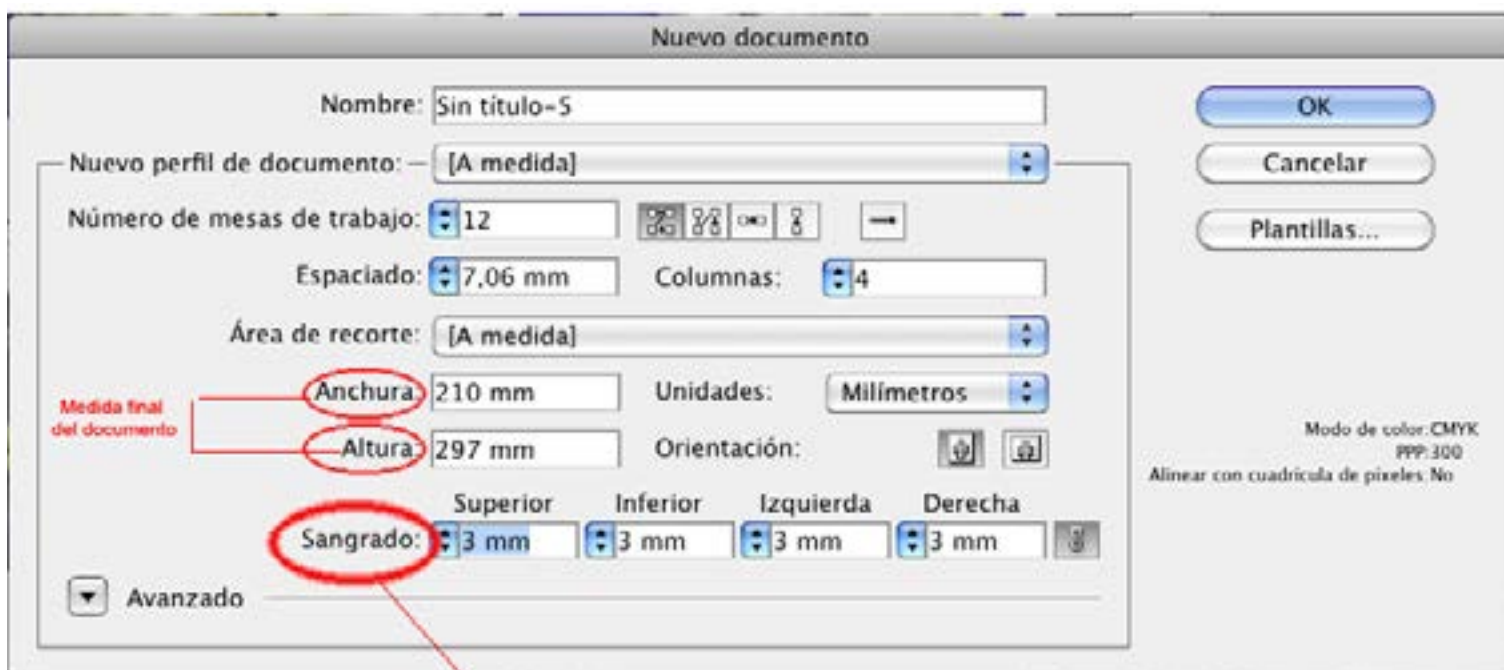 Nuevo documento
Nombre: Sin título-5
OK
Nuevo perfil de documento: [A medida]
Cancelar
Número de mesas de trabajo: 12
Plantillas...
Espaciado: 7,06 mm Columnas: 4
Área de recorte: [A medida]
Anchura: 210 mm Unidades: Milímetros
Medida final
del documento
Altura: 297 mm Orientación:
Modo de color:CMYK
PPP:300
Alinear con cuadrícula de píxeles:No
Superior Inferior Izquierda Derecha
Sangrado: 3 mm 3 mm 3 mm 3 mm
Avanzado